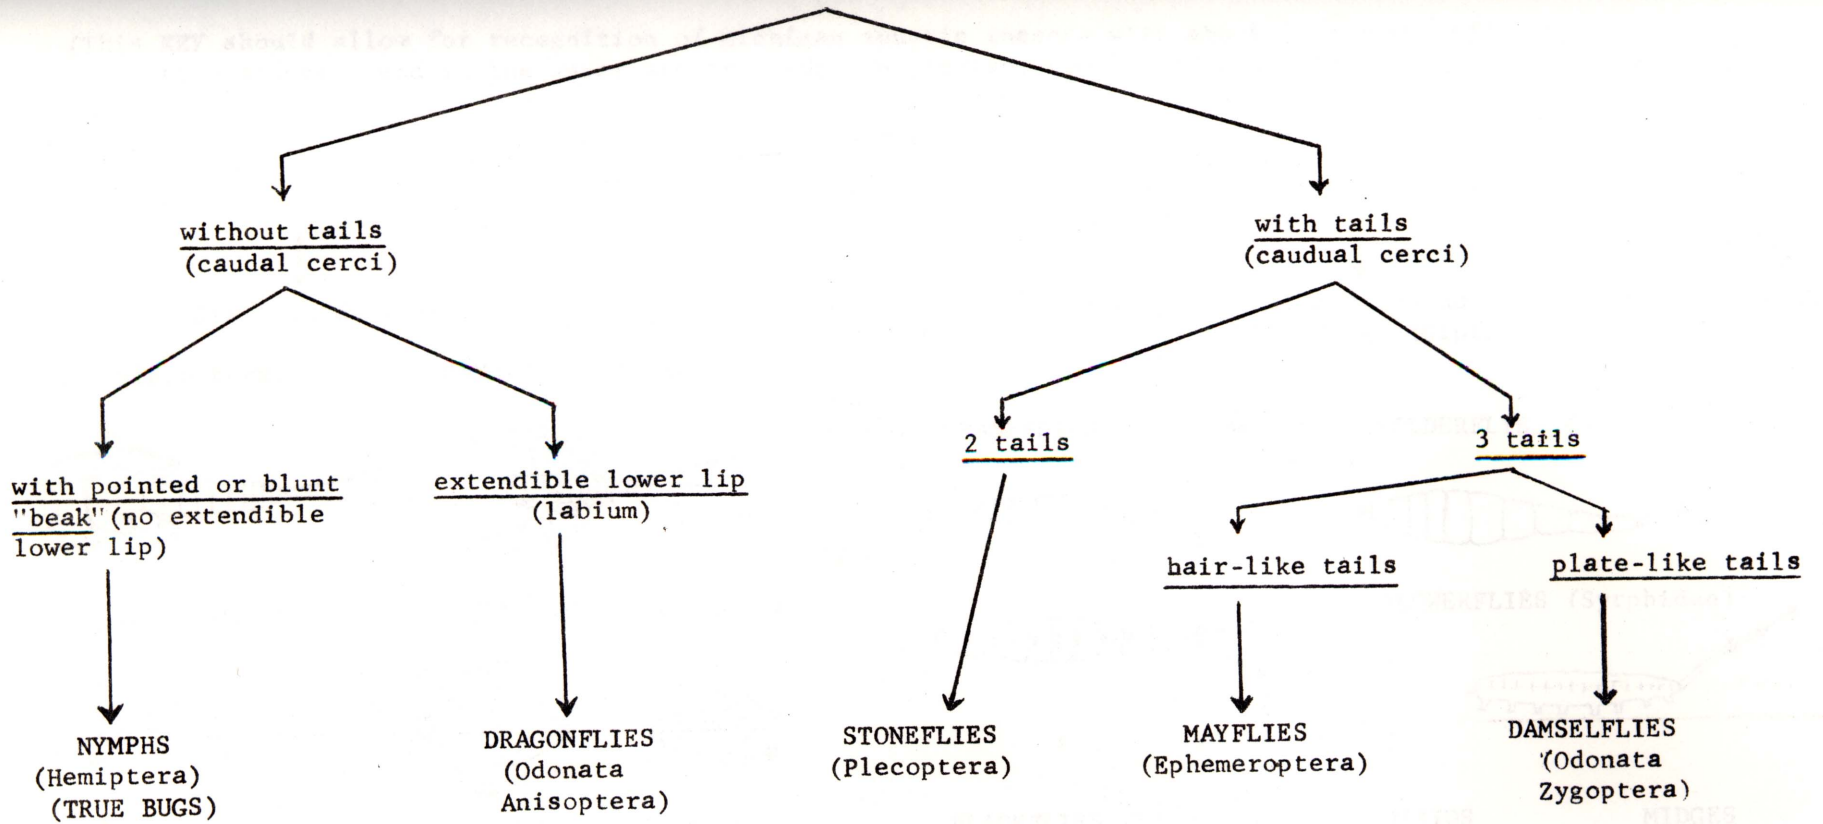 without tails
(caudal cerci)
with tails
(caudual cerci)
with pointed or blunt
"beak" (no extendible
lower lip)
extendible lower lip
(labium)
2 tails
3 tails
hair-like tails
plate-like tails
NYMPHS
(Hemiptera)
(TRUE BUGS)
DRAGONFLIES
(Odonata
Anisoptera)
STONEFLIES
(Plecoptera)
MAYFLIES
(Ephemeroptera)
DAMSELFLIES
(Odonata
Zygoptera)
MIDGES